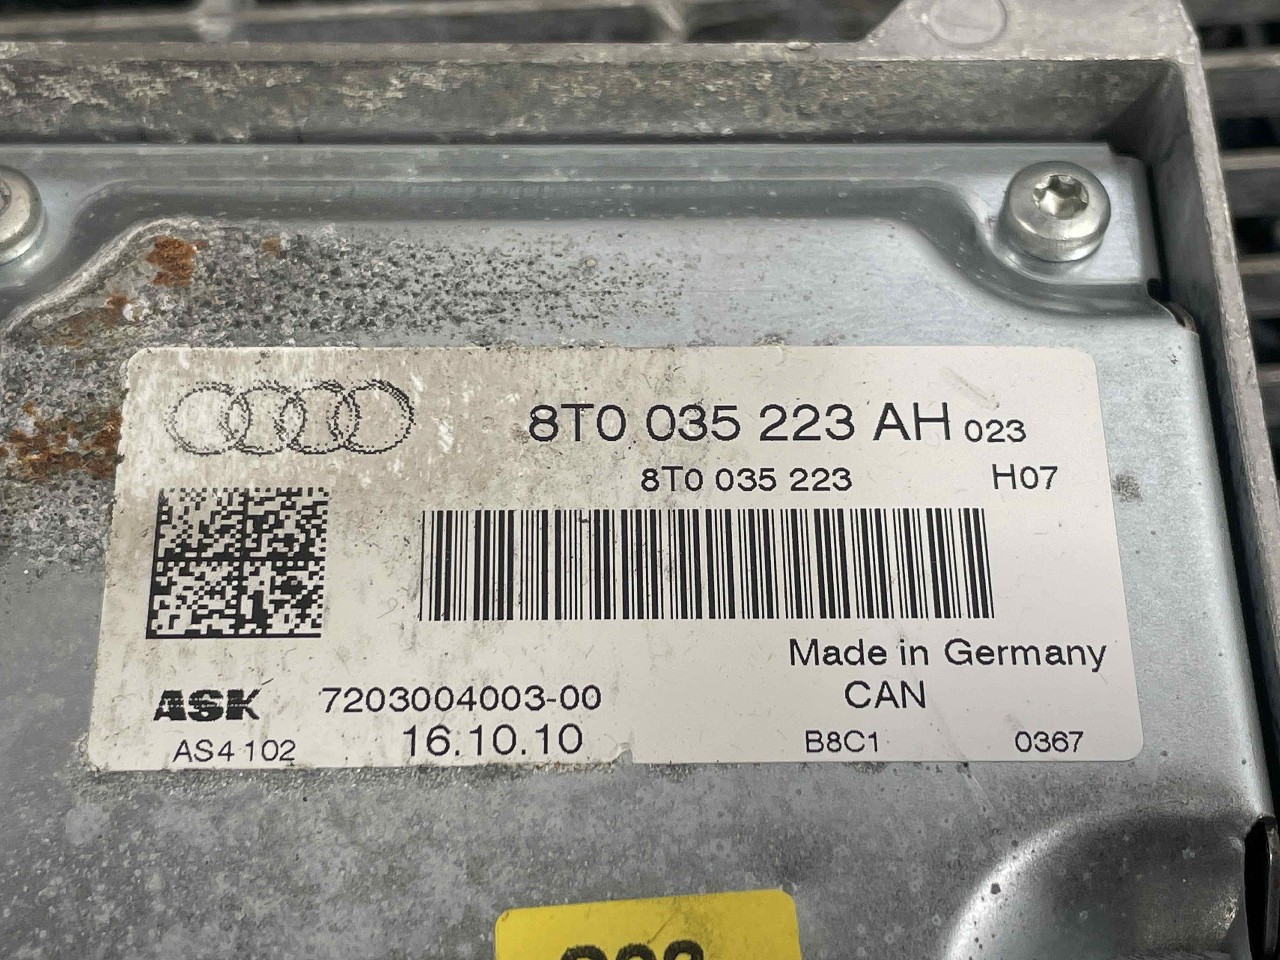 8T0 035 223 AH 023
8T0 035 223 H07
Made in Germany
ASK 7203004003-00 CAN
AS4 102 16.10.10 B8C1 0367